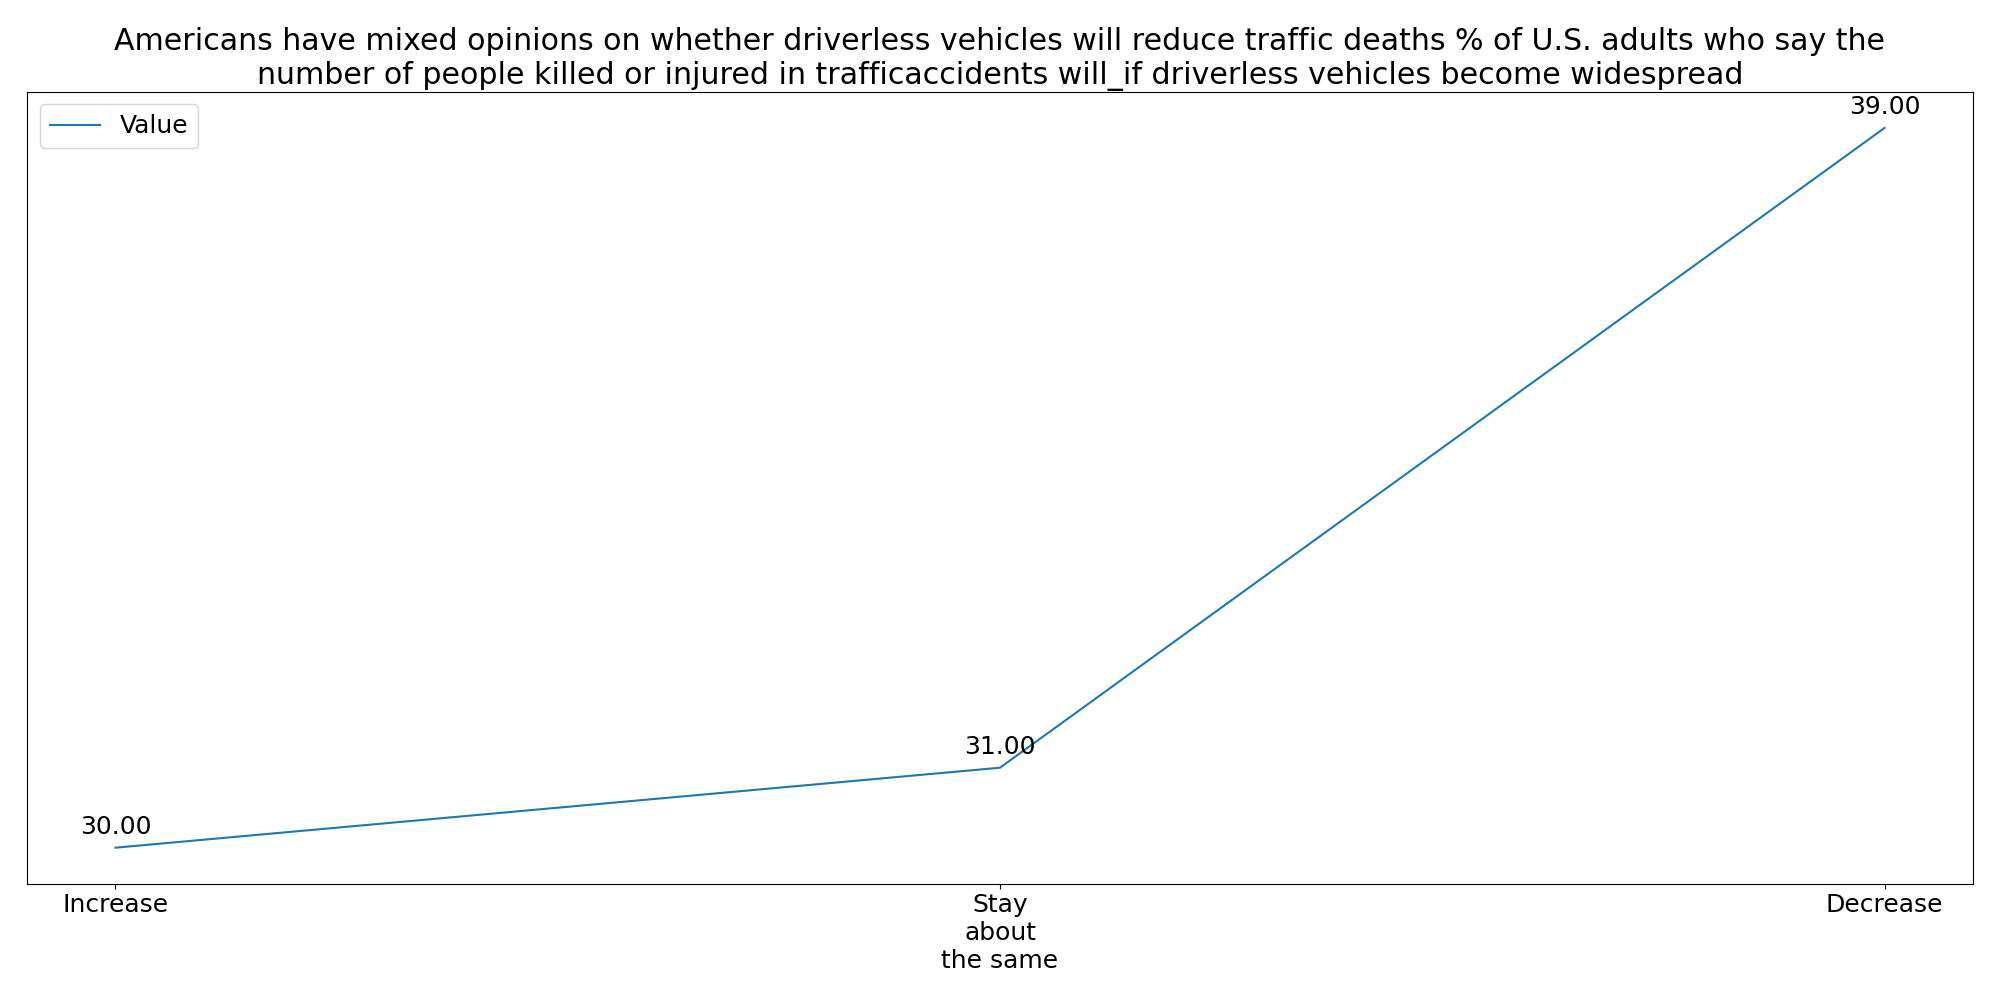 Americans have mixed opinions on whether driverless vehicles will reduce traffic deaths % of U.S. adults who say the
number of people killed or injured in trafficaccidents will_if driverless vehicles become widespread
Value
39.00
31.00
30.00
Increase
Stay
about
the same
Decrease